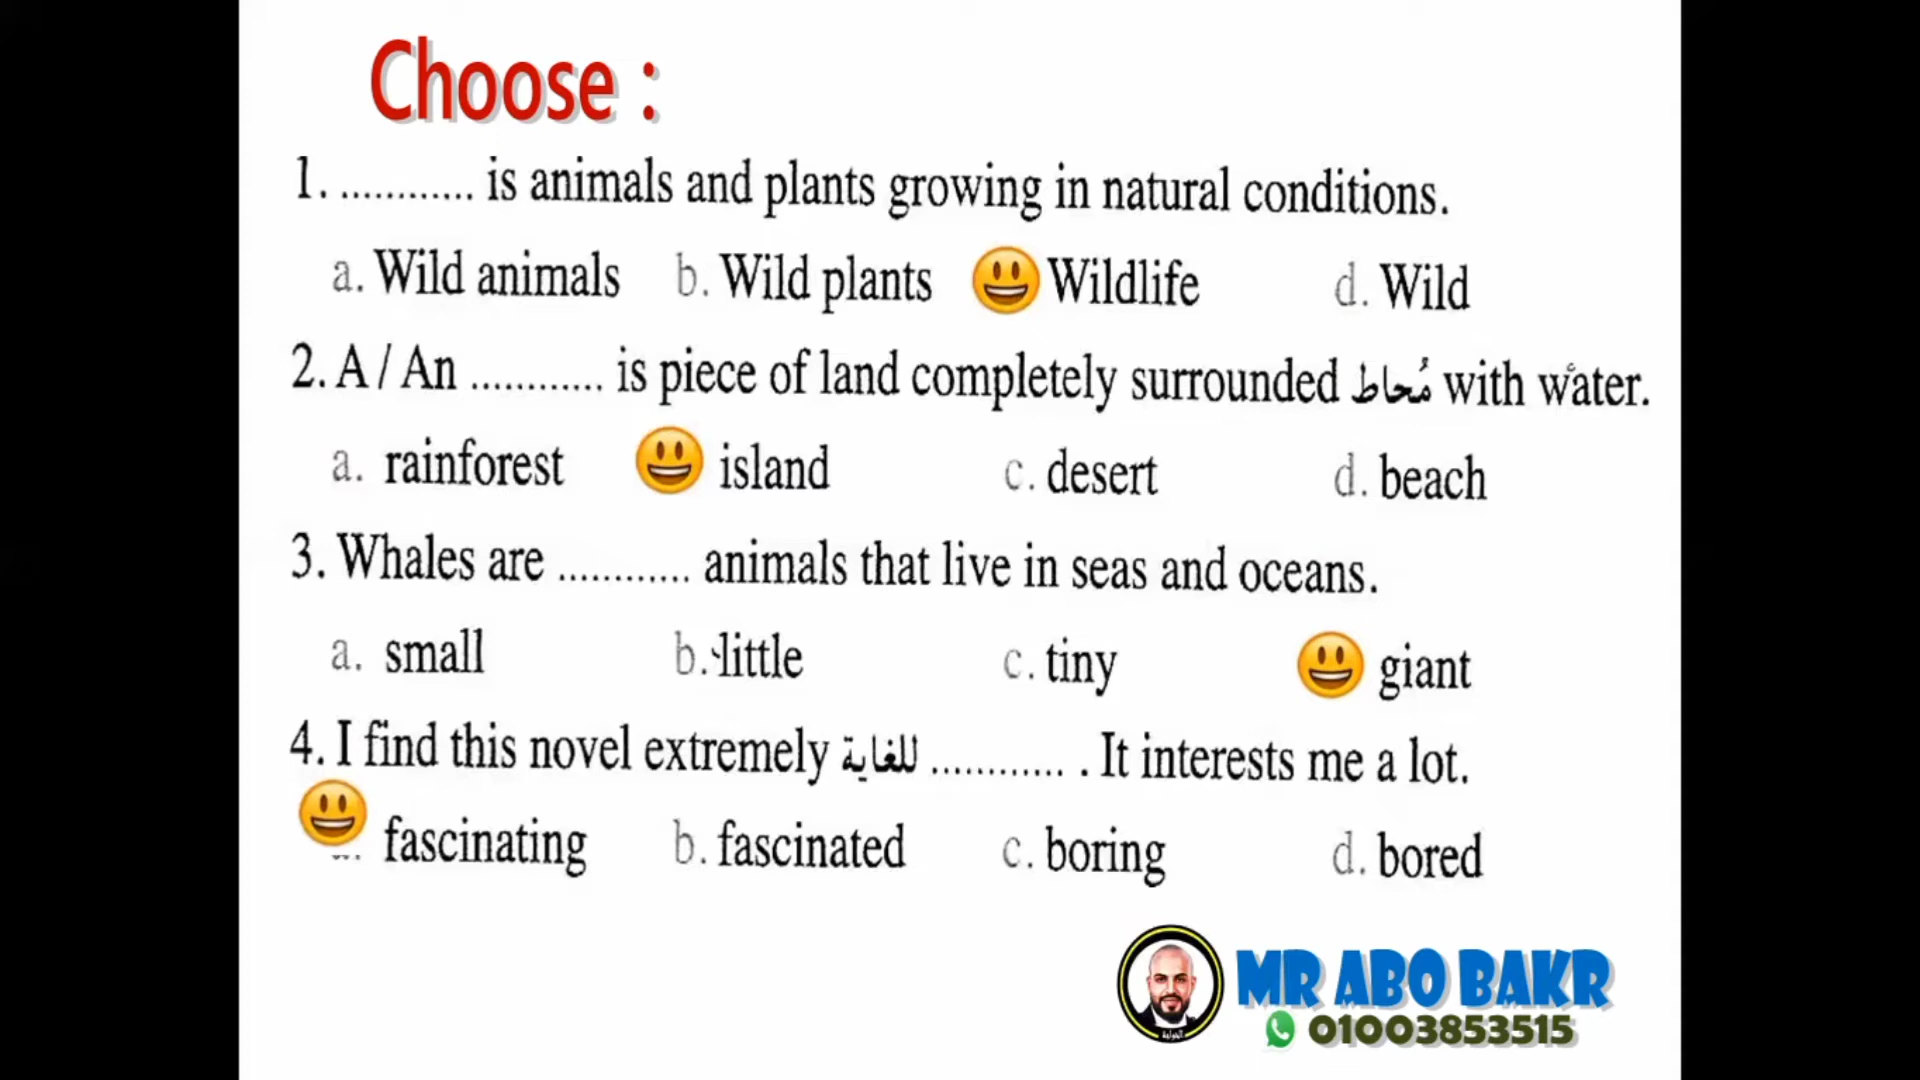 Choose :
1. ............ is animals and plants growing in natural conditions.
a. Wild animals b. Wild plants Wildlife d. Wild
2. A / An ............ is piece of land completely surrounded مُحاط with water.
a. rainforest island c. desert d. beach
3. Whales are ............ animals that live in seas and oceans.
a. small b. little c. tiny giant
4. I find this novel extremely للغاية ............ . It interests me a lot.
fascinating b. fascinated c. boring d. bored
MR ABO BAKR
01003853515